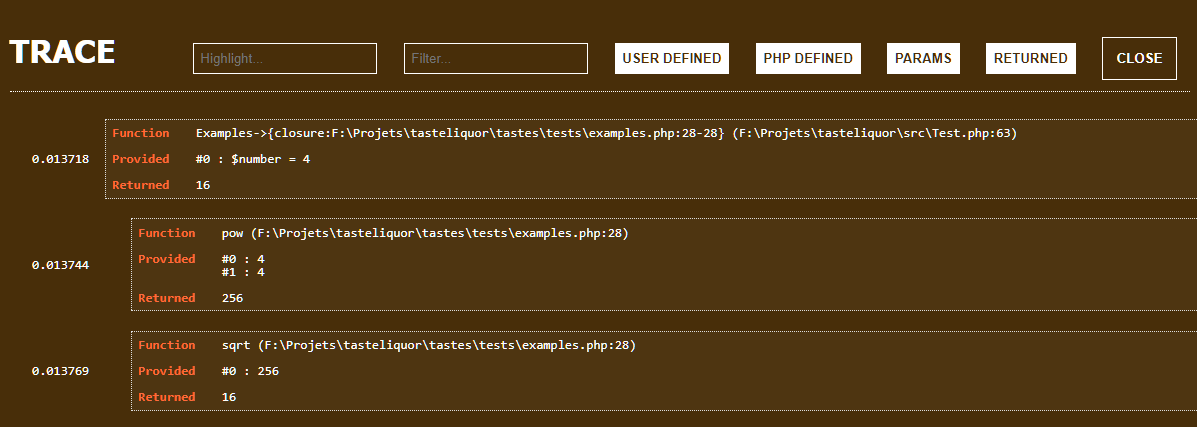 TRACE Highlight... Filter... USER DEFINED PHP DEFINED PARAMS RETURNED CLOSE
Function Examples->{closure:F:\Projets\tasteliquor\tastes\tests\examples.php:28-28} (F:\Projets\tasteliquor\src\Test.php:63)
0.013718 Provided #0 : $number = 4
Returned 16
Function pow (F:\Projets\tasteliquor\tastes\tests\examples.php:28)
Provided #0 : 4
0.013744 #1 : 4
Returned 256
Function sqrt (F:\Projets\tasteliquor\tastes\tests\examples.php:28)
0.013769 Provided #0 : 256
Returned 16